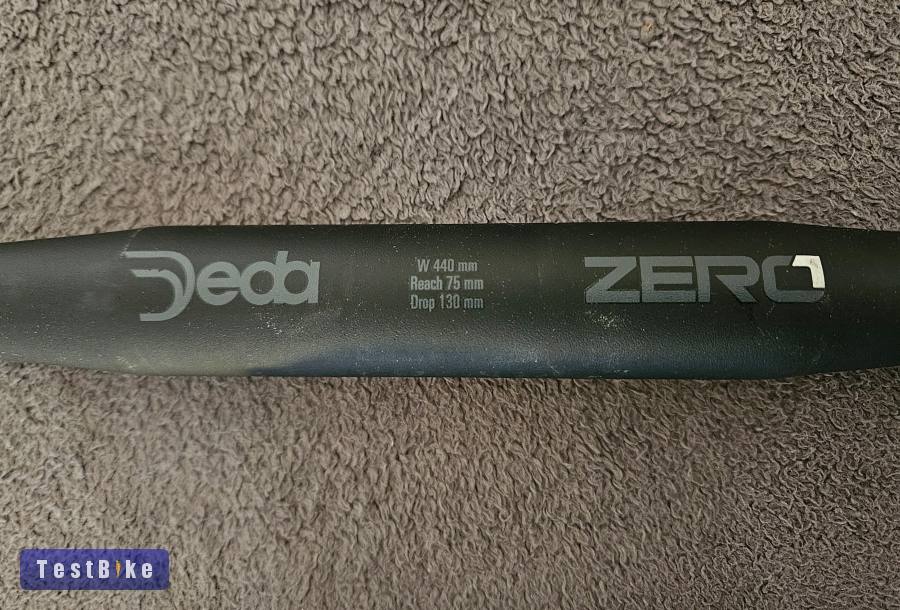 Deda
W 440 mm
Reach 75 mm
Drop 130 mm
ZERO
TestBike